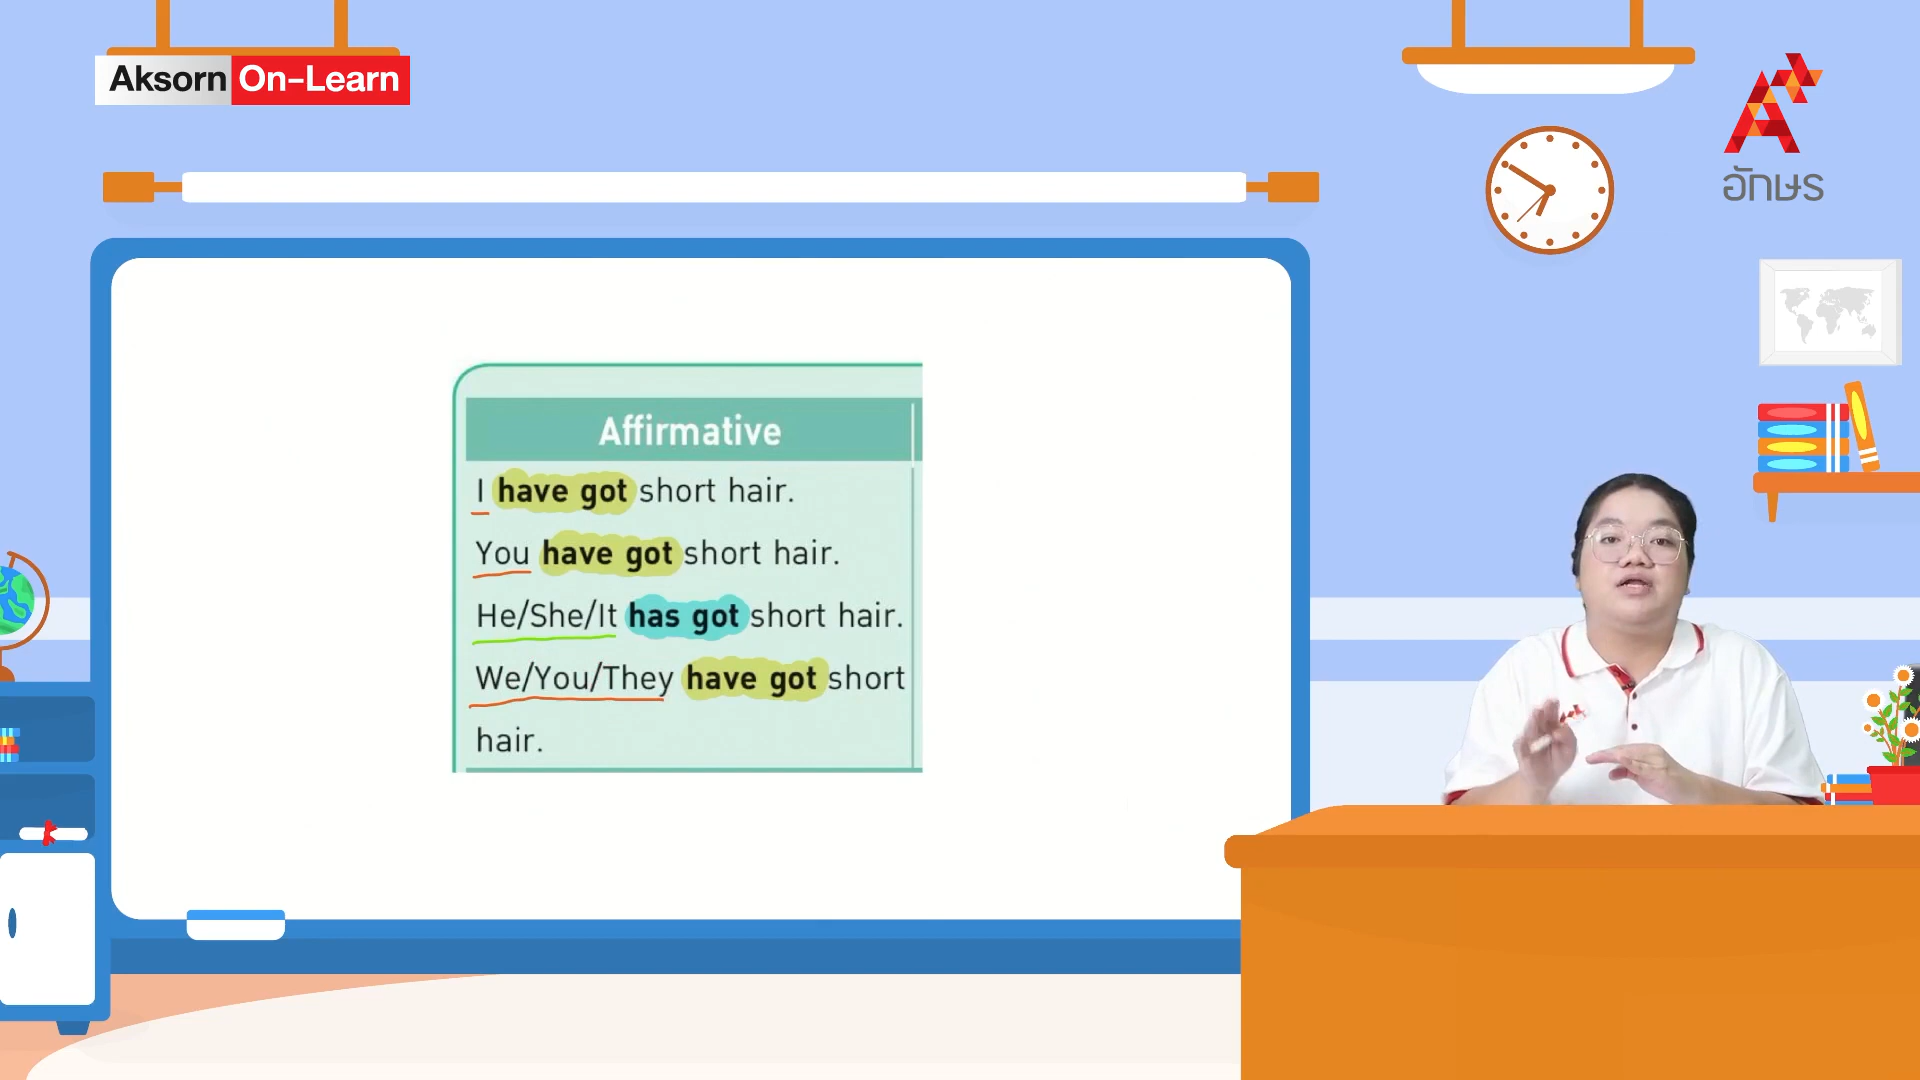 Aksorn On-Learn
อักษร
Affirmative
I have got short hair.
You have got short hair.
He/She/It has got short hair.
We/You/They have got short
hair.